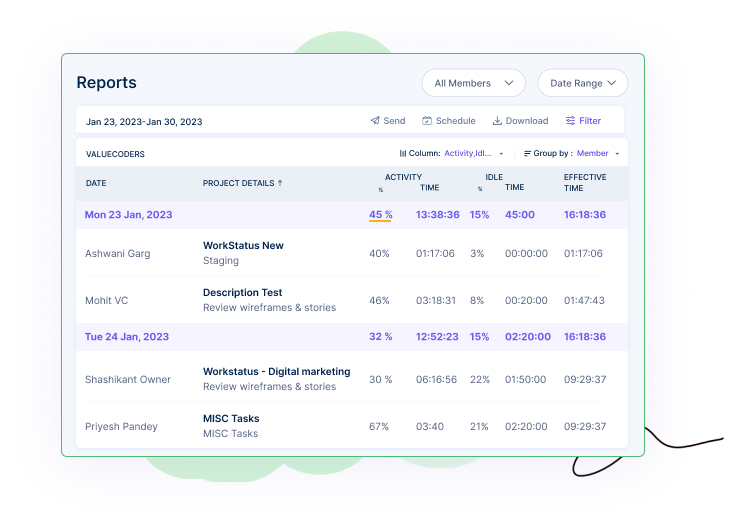 Reports
All Members
Date Range
Jan 23, 2023-Jan 30, 2023 Send Schedule Download Filter
VALUECODERS Column: Activity,Idl... Group by : Member
DATE PROJECT DETAILS ↑ ACTIVITY % TIME IDLE % TIME EFFECTIVE TIME
Mon 23 Jan, 2023 45 % 13:38:36 15% 45:00 16:18:36
Ashwani Garg WorkStatus New 40% 01:17:06 3% 00:00:00 01:17:06
Staging
Mohit VC Description Test 46% 03:18:31 8% 00:20:00 01:47:43
Review wireframes & stories
Tue 24 Jan, 2023 32 % 12:52:23 15% 02:20:00 16:18:36
Shashikant Owner Workstatus - Digital marketing 30 % 06:16:56 22% 01:50:00 09:29:37
Review wireframes & stories
Priyesh Pandey MISC Tasks 67% 03:40 21% 02:20:00 09:29:37
MISC Tasks